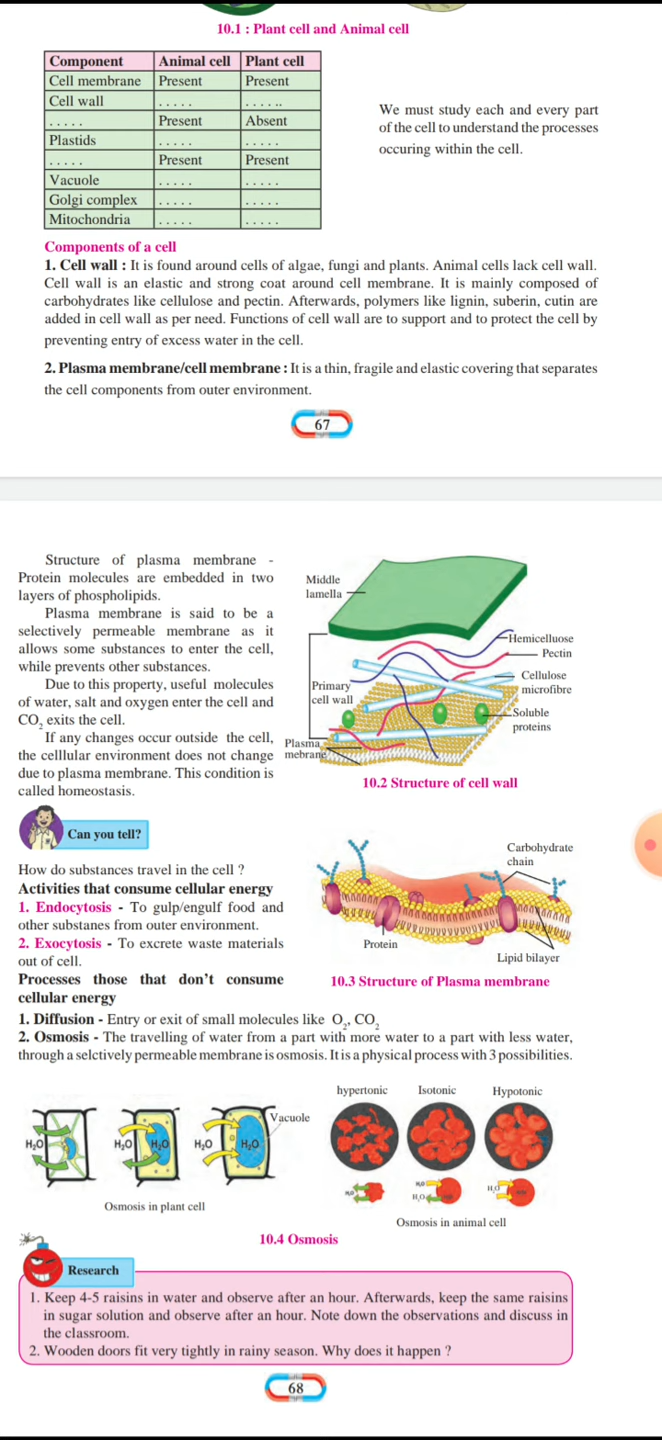 10.1 : Plant cell and Animal cell
Component Animal cell Plant cell
Cell membrane Present Present
Cell wall . . . . . . . . . ..
. . . . . Present Absent
Plastids . . . . . . . . . .
. . . . . Present Present
Vacuole . . . . . . . . . .
Golgi complex . . . . . . . . . .
Mitochondria . . . . . . . . . .
We must study each and every part
of the cell to understand the processes
occuring within the cell.
Components of a cell
1. Cell wall : It is found around cells of algae, fungi and plants. Animal cells lack cell wall.
Cell wall is an elastic and strong coat around cell membrane. It is mainly composed of
carbohydrates like cellulose and pectin. Afterwards, polymers like lignin, suberin, cutin are
added in cell wall as per need. Functions of cell wall are to support and to protect the cell by
preventing entry of excess water in the cell.
2. Plasma membrane/cell membrane : It is a thin, fragile and elastic covering that separates
the cell components from outer environment.
67
Structure of plasma membrane -
Protein molecules are embedded in two
layers of phospholipids.
Plasma membrane is said to be a
selectively permeable membrane as it
allows some substances to enter the cell,
while prevents other substances.
Due to this property, useful molecules
of water, salt and oxygen enter the cell and
CO₂ exits the cell.
If any changes occur outside the cell,
the celllular environment does not change
due to plasma membrane. This condition is
called homeostasis.
Middle
lamella
Hemicelluose
Pectin
Cellulose
microfibre
Primary
cell wall
Soluble
proteins
Plasma
mebrane
10.2 Structure of cell wall
Can you tell?
How do substances travel in the cell ?
Activities that consume cellular energy
1. Endocytosis - To gulp/engulf food and
other substanes from outer environment.
2. Exocytosis - To excrete waste materials
out of cell.
Processes those that don't consume
cellular energy
Carbohydrate
chain
Protein
Lipid bilayer
10.3 Structure of Plasma membrane
1. Diffusion - Entry or exit of small molecules like O₂, CO₂
2. Osmosis - The travelling of water from a part with more water to a part with less water,
through a selctively permeable membrane is osmosis. It is a physical process with 3 possibilities.
hypertonic Isotonic Hypotonic
Vacuole
H₂O H₂O H₂O H₂O H₂O
H₂O H₂O H₂O
H₂O
Osmosis in plant cell
Osmosis in animal cell
10.4 Osmosis
Research
1. Keep 4-5 raisins in water and observe after an hour. Afterwards, keep the same raisins
in sugar solution and observe after an hour. Note down the observations and discuss in
the classroom.
2. Wooden doors fit very tightly in rainy season. Why does it happen ?
68